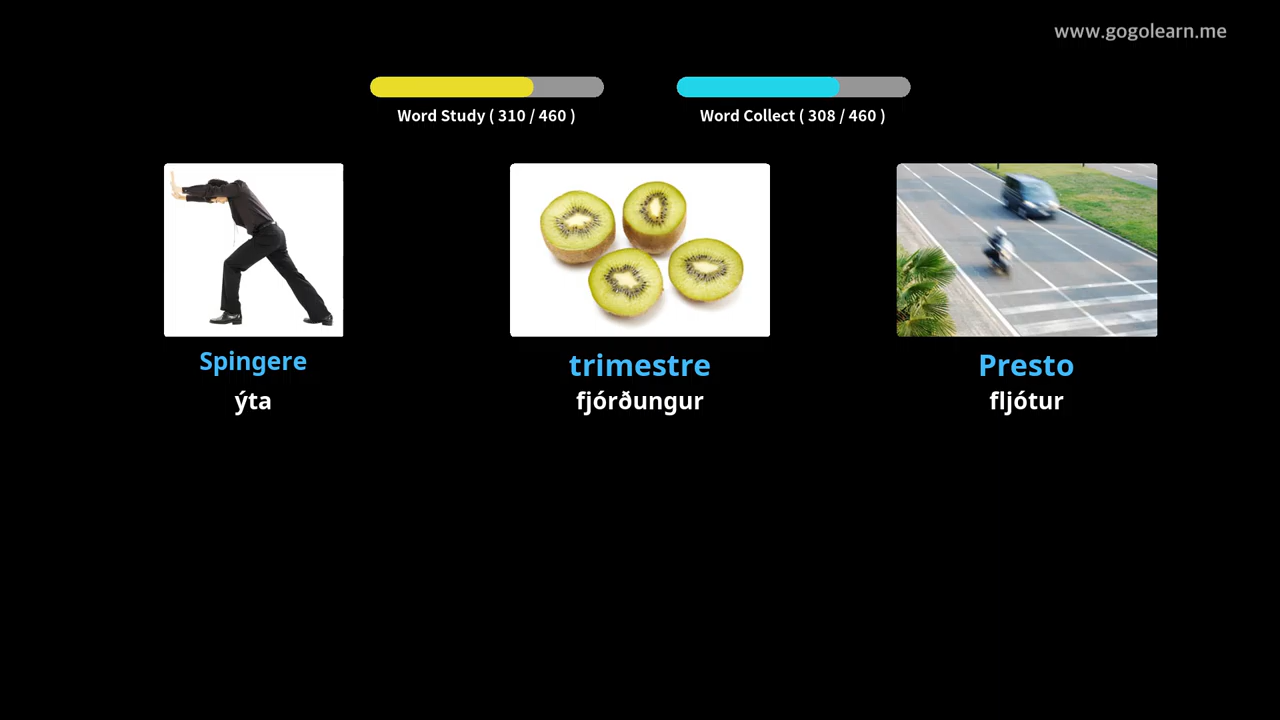 www.gogolearn.me
Word Study ( 310 / 460 )
Word Collect ( 308 / 460 )
Spingere
ýta
trimestre
fjórðungur
Presto
fljótur